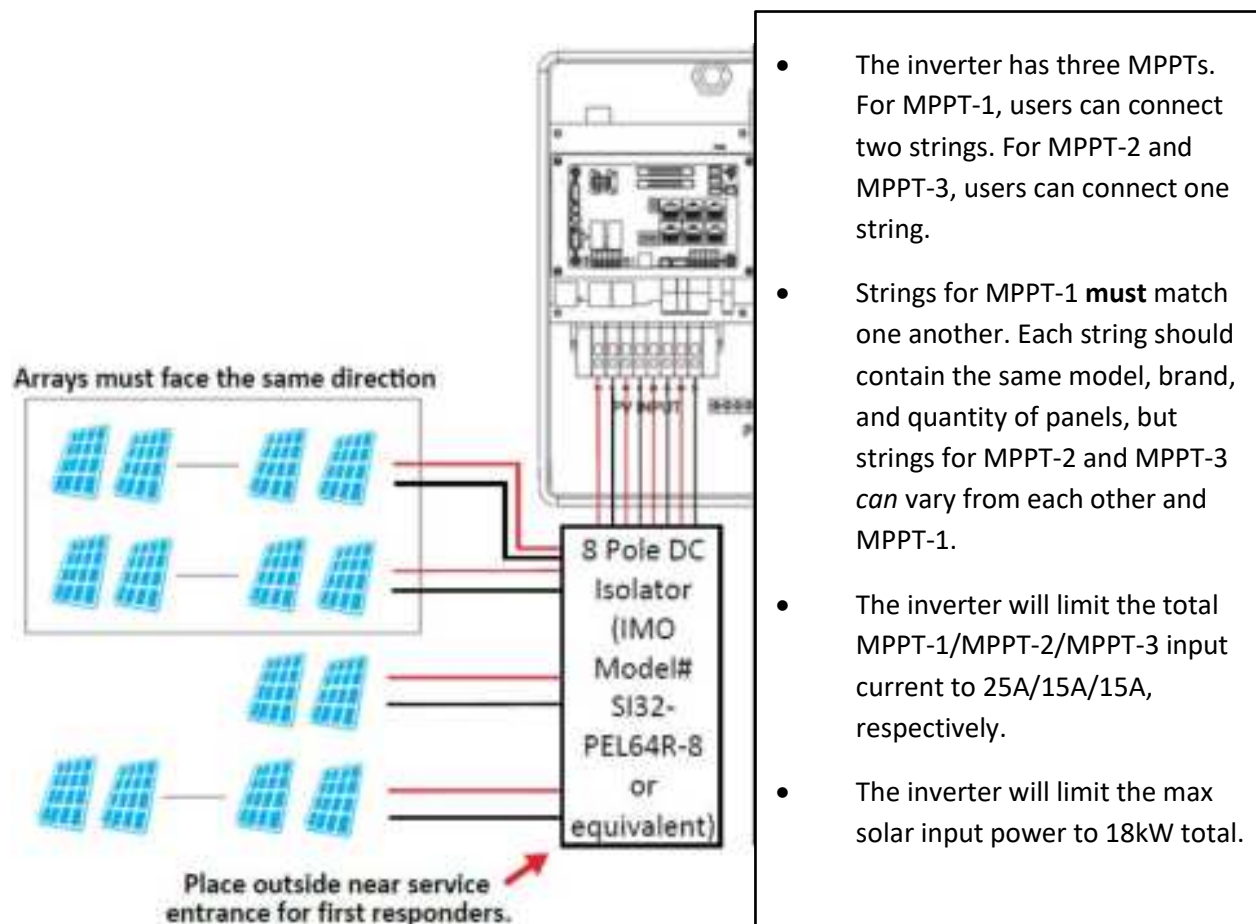 Arrays must face the same direction
PV INPUT
8 Pole DC
Isolator
(IMO
Model#
SI32-
PEL64R-8
or
equivalent)
Place outside near service
entrance for first responders.
• The inverter has three MPPTs.
For MPPT-1, users can connect
two strings. For MPPT-2 and
MPPT-3, users can connect one
string.
• Strings for MPPT-1 must match
one another. Each string should
contain the same model, brand,
and quantity of panels, but
strings for MPPT-2 and MPPT-3
can vary from each other and
MPPT-1.
• The inverter will limit the total
MPPT-1/MPPT-2/MPPT-3 input
current to 25A/15A/15A,
respectively.
• The inverter will limit the max
solar input power to 18kW total.